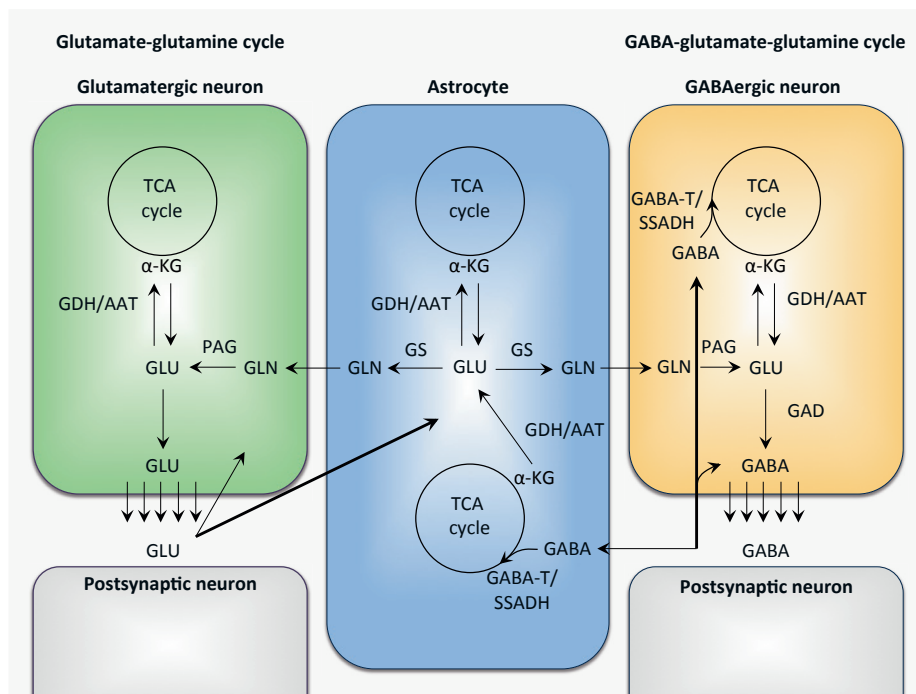 Glutamate-glutamine cycle
GABA-glutamate-glutamine cycle
Glutamatergic neuron
Astrocyte
GABAergic neuron
TCA
cycle
α-KG
GDH/AAT
GLU
PAG
GLN
GLU
GLU
Postsynaptic neuron
TCA
cycle
α-KG
GDH/AAT
GLN
GS
GLU
GS
GLN
GDH/AAT
α-KG
TCA
cycle
GABA
GABA-T/
SSADH
TCA
cycle
GABA-T/
SSADH
GABA
α-KG
GDH/AAT
GLN
PAG
GLU
GAD
GABA
GABA
Postsynaptic neuron